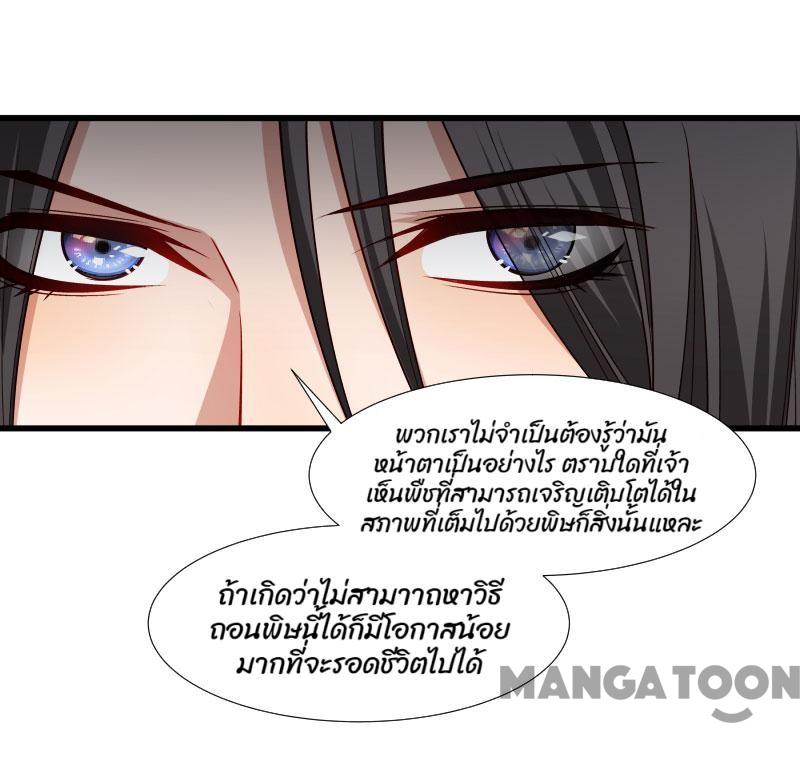 พวกเราไม่จำเป็นต้องรู้ว่ามัน
หน้าตาเป็นอย่างไร ตราบใดที่เจ้า
เห็นพืชที่สามารถเจริญเติบโตได้ใน
สภาพที่เต็มไปด้วยพิษก็สิ่งนั้นแหละ
ถ้าเกิดว่าไม่สามาาถหาวิธี
ถอนพิษนี้ได้ก็มีโอกาสน้อย
มากที่จะรอดชีวิตไปได้
MANGATOON